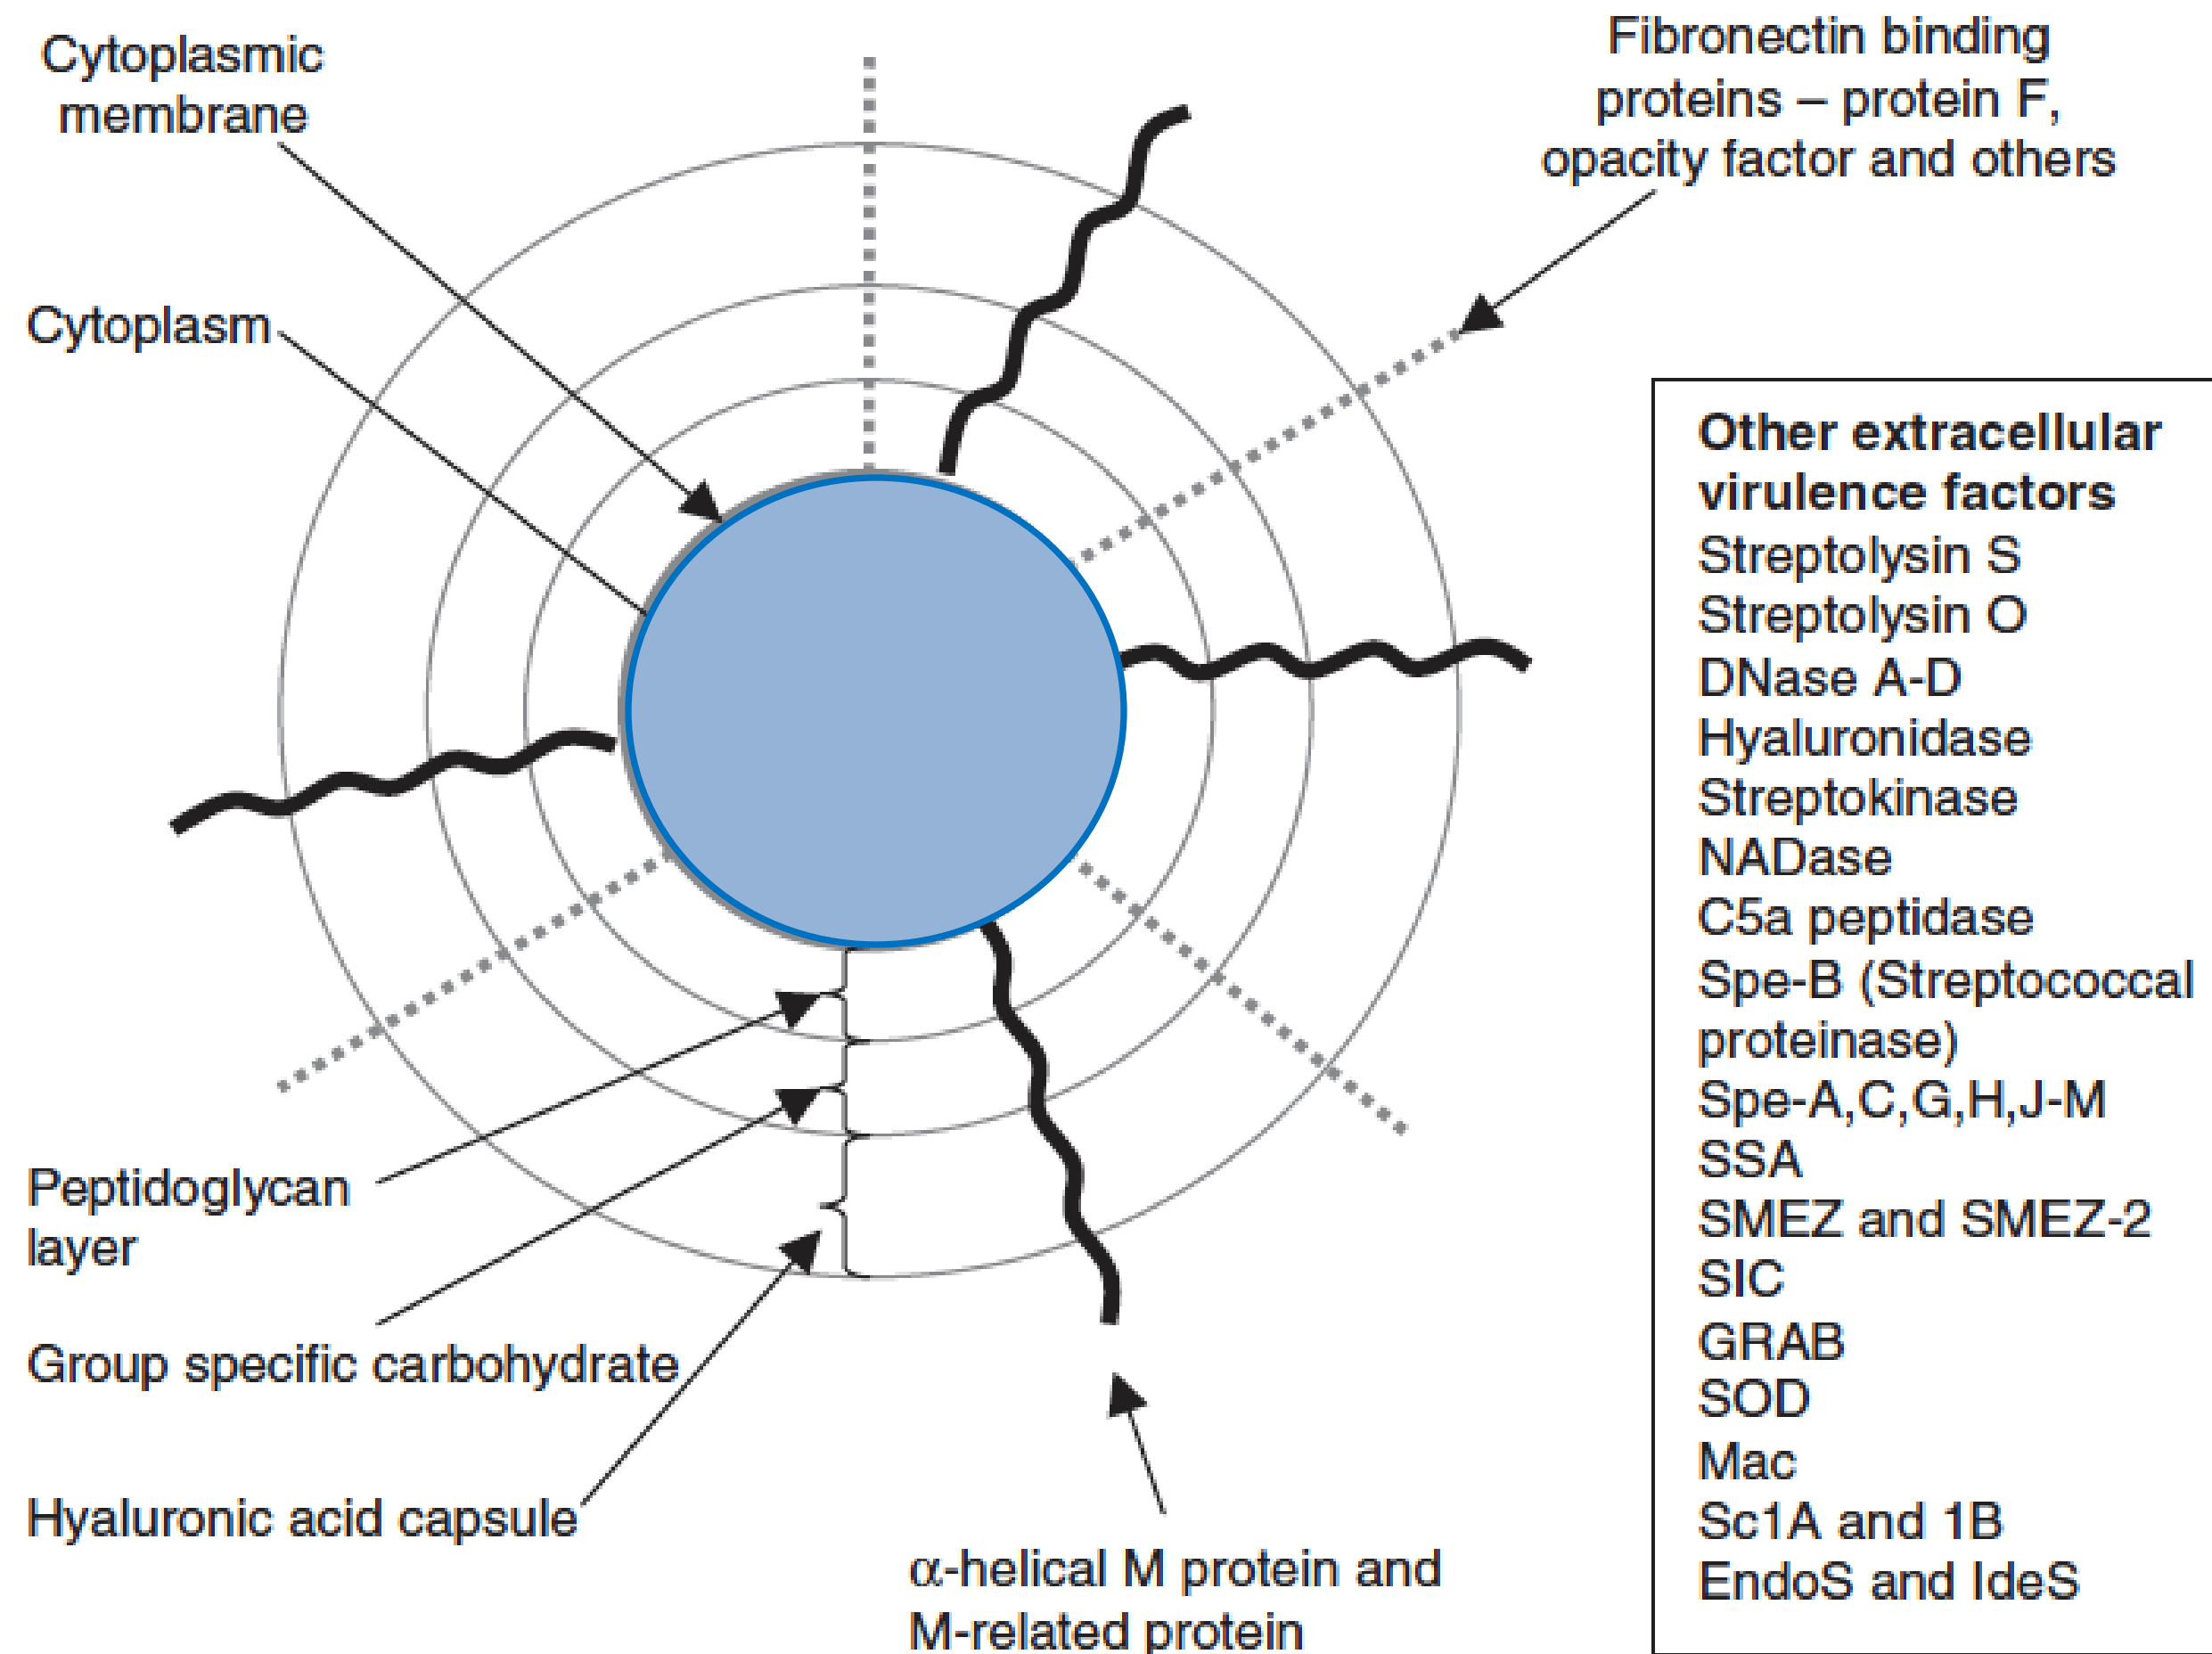 Cytoplasmic
membrane
Fibronectin binding
proteins – protein F,
opacity factor and others
Cytoplasm
Other extracellular
virulence factors
Streptolysin S
Streptolysin O
DNase A-D
Hyaluronidase
Streptokinase
NADase
C5a peptidase
Spe-B (Streptococcal
proteinase)
Spe-A,C,G,H,J-M
SSA
SMEZ and SMEZ-2
SIC
GRAB
SOD
Mac
Sc1A and 1B
EndoS and IdeS
Peptidoglycan
layer
Group specific carbohydrate
Hyaluronic acid capsule
α-helical M protein and
M-related protein